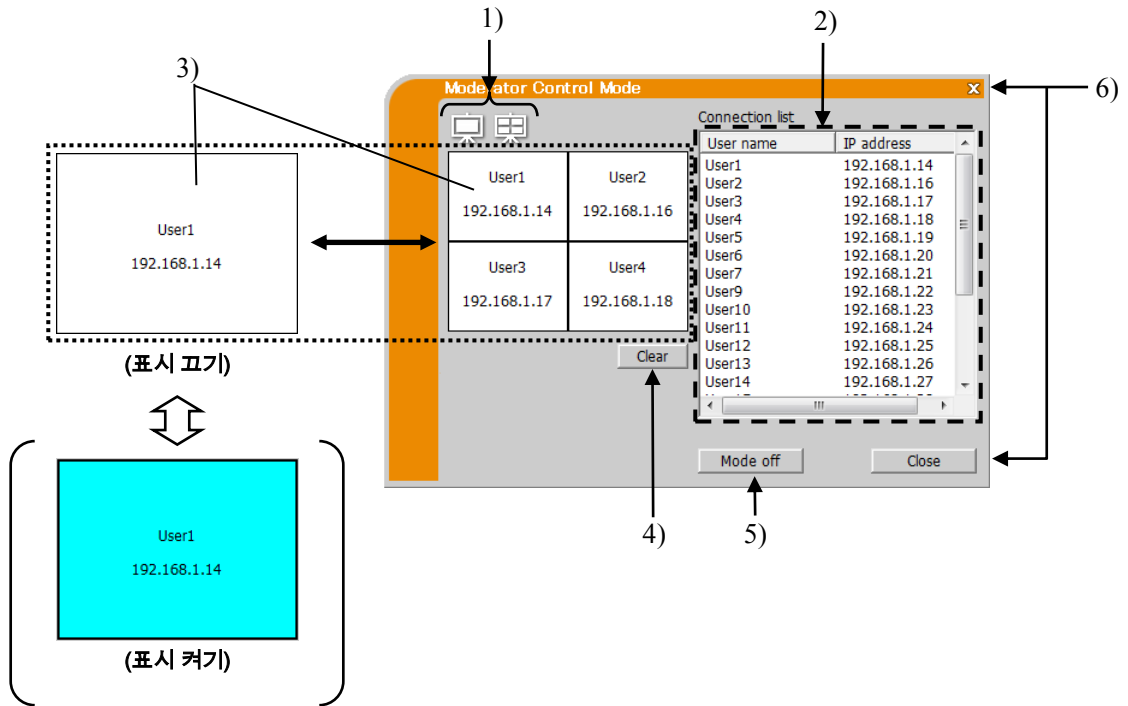 1)
2)
3)
6)
Moderator Control Mode
Connection list
User name IP address
User1 192.168.1.14
User2 192.168.1.16
User3 192.168.1.17
User4 192.168.1.18
User5 192.168.1.19
User6 192.168.1.20
User7 192.168.1.21
User9 192.168.1.22
User10 192.168.1.23
User11 192.168.1.24
User12 192.168.1.25
User13 192.168.1.26
User14 192.168.1.27
User1
192.168.1.14
User2
192.168.1.16
User3
192.168.1.17
User4
192.168.1.18
Clear
Mode off
Close
4)
5)
User1
192.168.1.14
(표시 끄기)
User1
192.168.1.14
(표시 켜기)